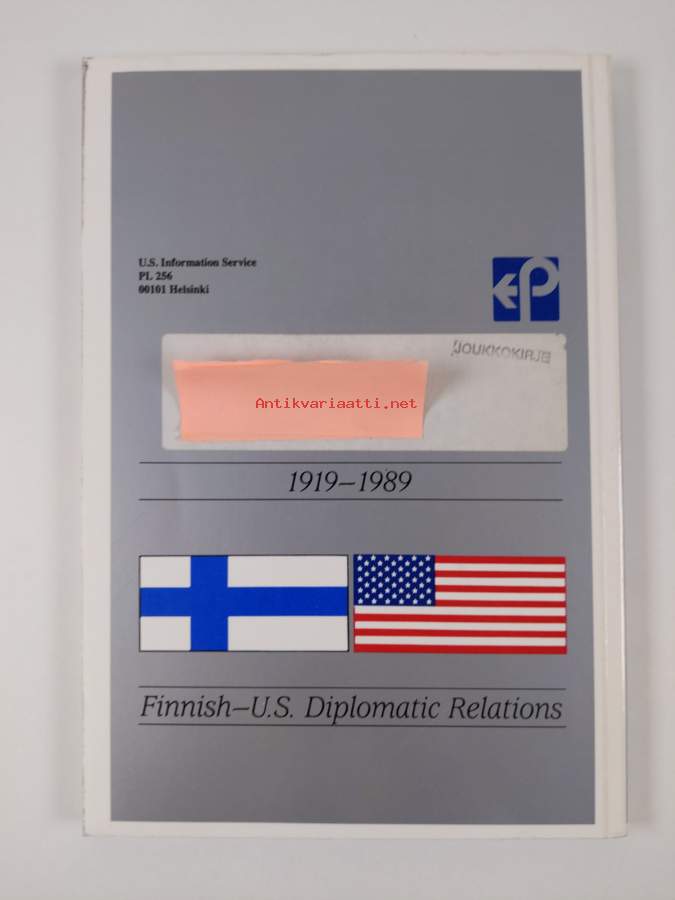 U.S. Information Service
PL 256
00101 Helsinki
JOUKKOKIRJE
Antikvariaatti.net
1919–1989
Finnish–U.S. Diplomatic Relations